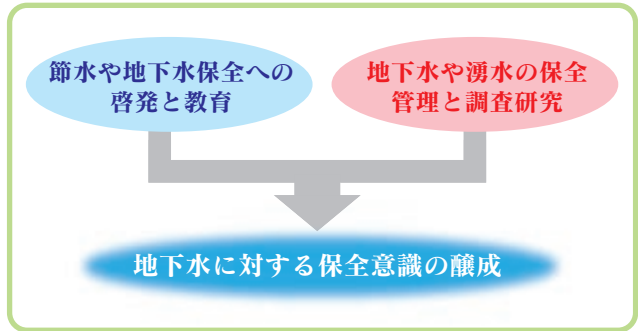 節水や地下水保全への
啓発と教育
地下水や湧水の保全
管理と調査研究
地下水に対する保全意識の醸成